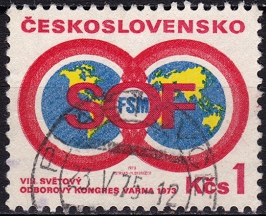 ČESKOSLOVENSKO
SOF
FSM
VIII. SVĚTOVÝ
ODBOROVÝ KONGRES VARNA 1973
Kčs 1